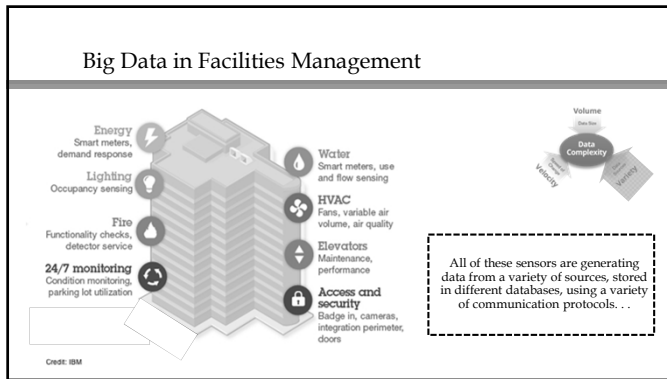 Big Data in Facilities Management
Energy
Smart meters,
demand response
Lighting
Occupancy sensing
Fire
Functionality checks,
detector service
24/7 monitoring
Condition monitoring,
parking lot utilization
Water
Smart meters, use
and flow sensing
HVAC
Fans, variable air
volume, air quality
Elevators
Maintenance,
performance
Access and
security
Badge in, cameras,
integration perimeter,
doors
Volume
Data Size
Data
Complexity
Velocity
Variety
All of these sensors are generating
data from a variety of sources, stored
in different databases, using a variety
of communication protocols. . .
Credit: IBM